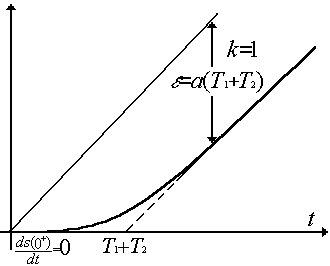 k=1
ε=a(T₁+T₂)
t
ds(0⁺)/dt=0
T₁+T₂